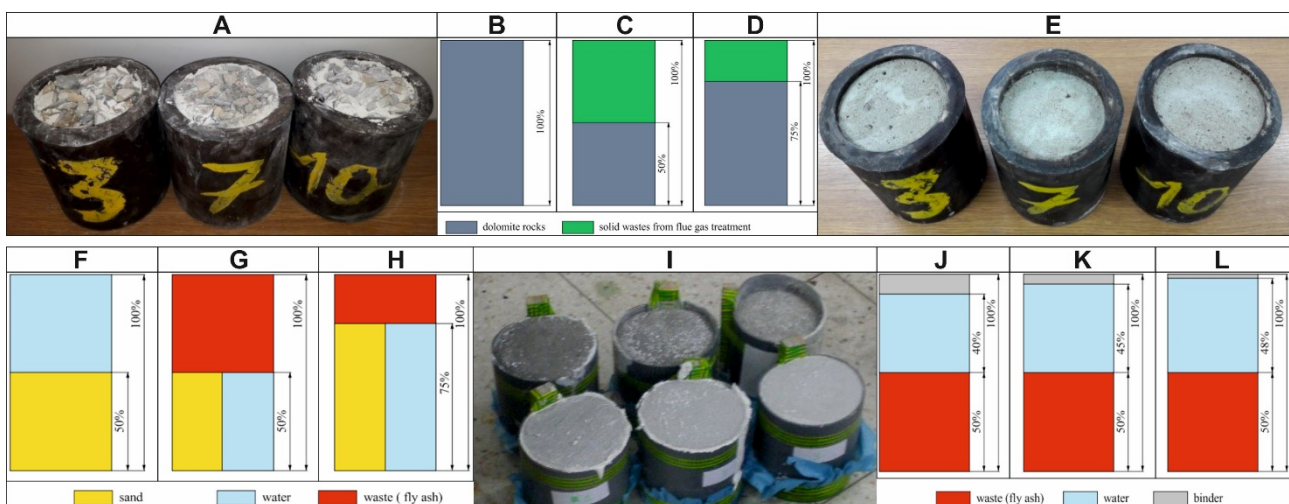 A B C D E
3 7 10
100%
50% 100%
75% 100%
3 7 10
dolomite rocks solid wastes from flue gas treatment
F G H I J K L
50% 100%
50% 100%
75% 100%
50% 40% 100%
50% 45% 100%
50% 48% 100%
sand water waste ( fly ash)
waste (fly ash) water binder